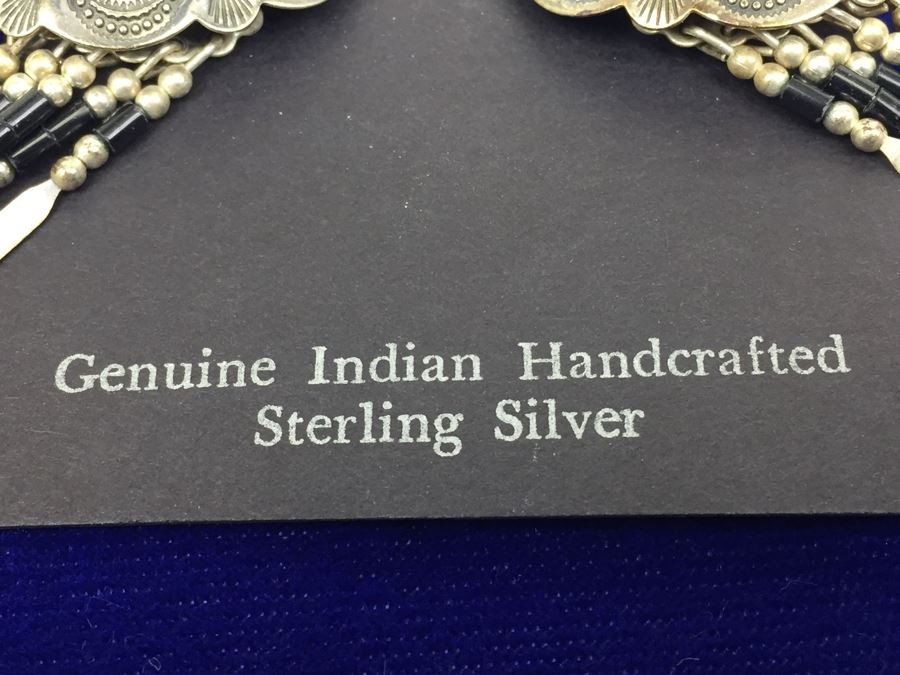 Genuine Indian Handcrafted
Sterling Silver